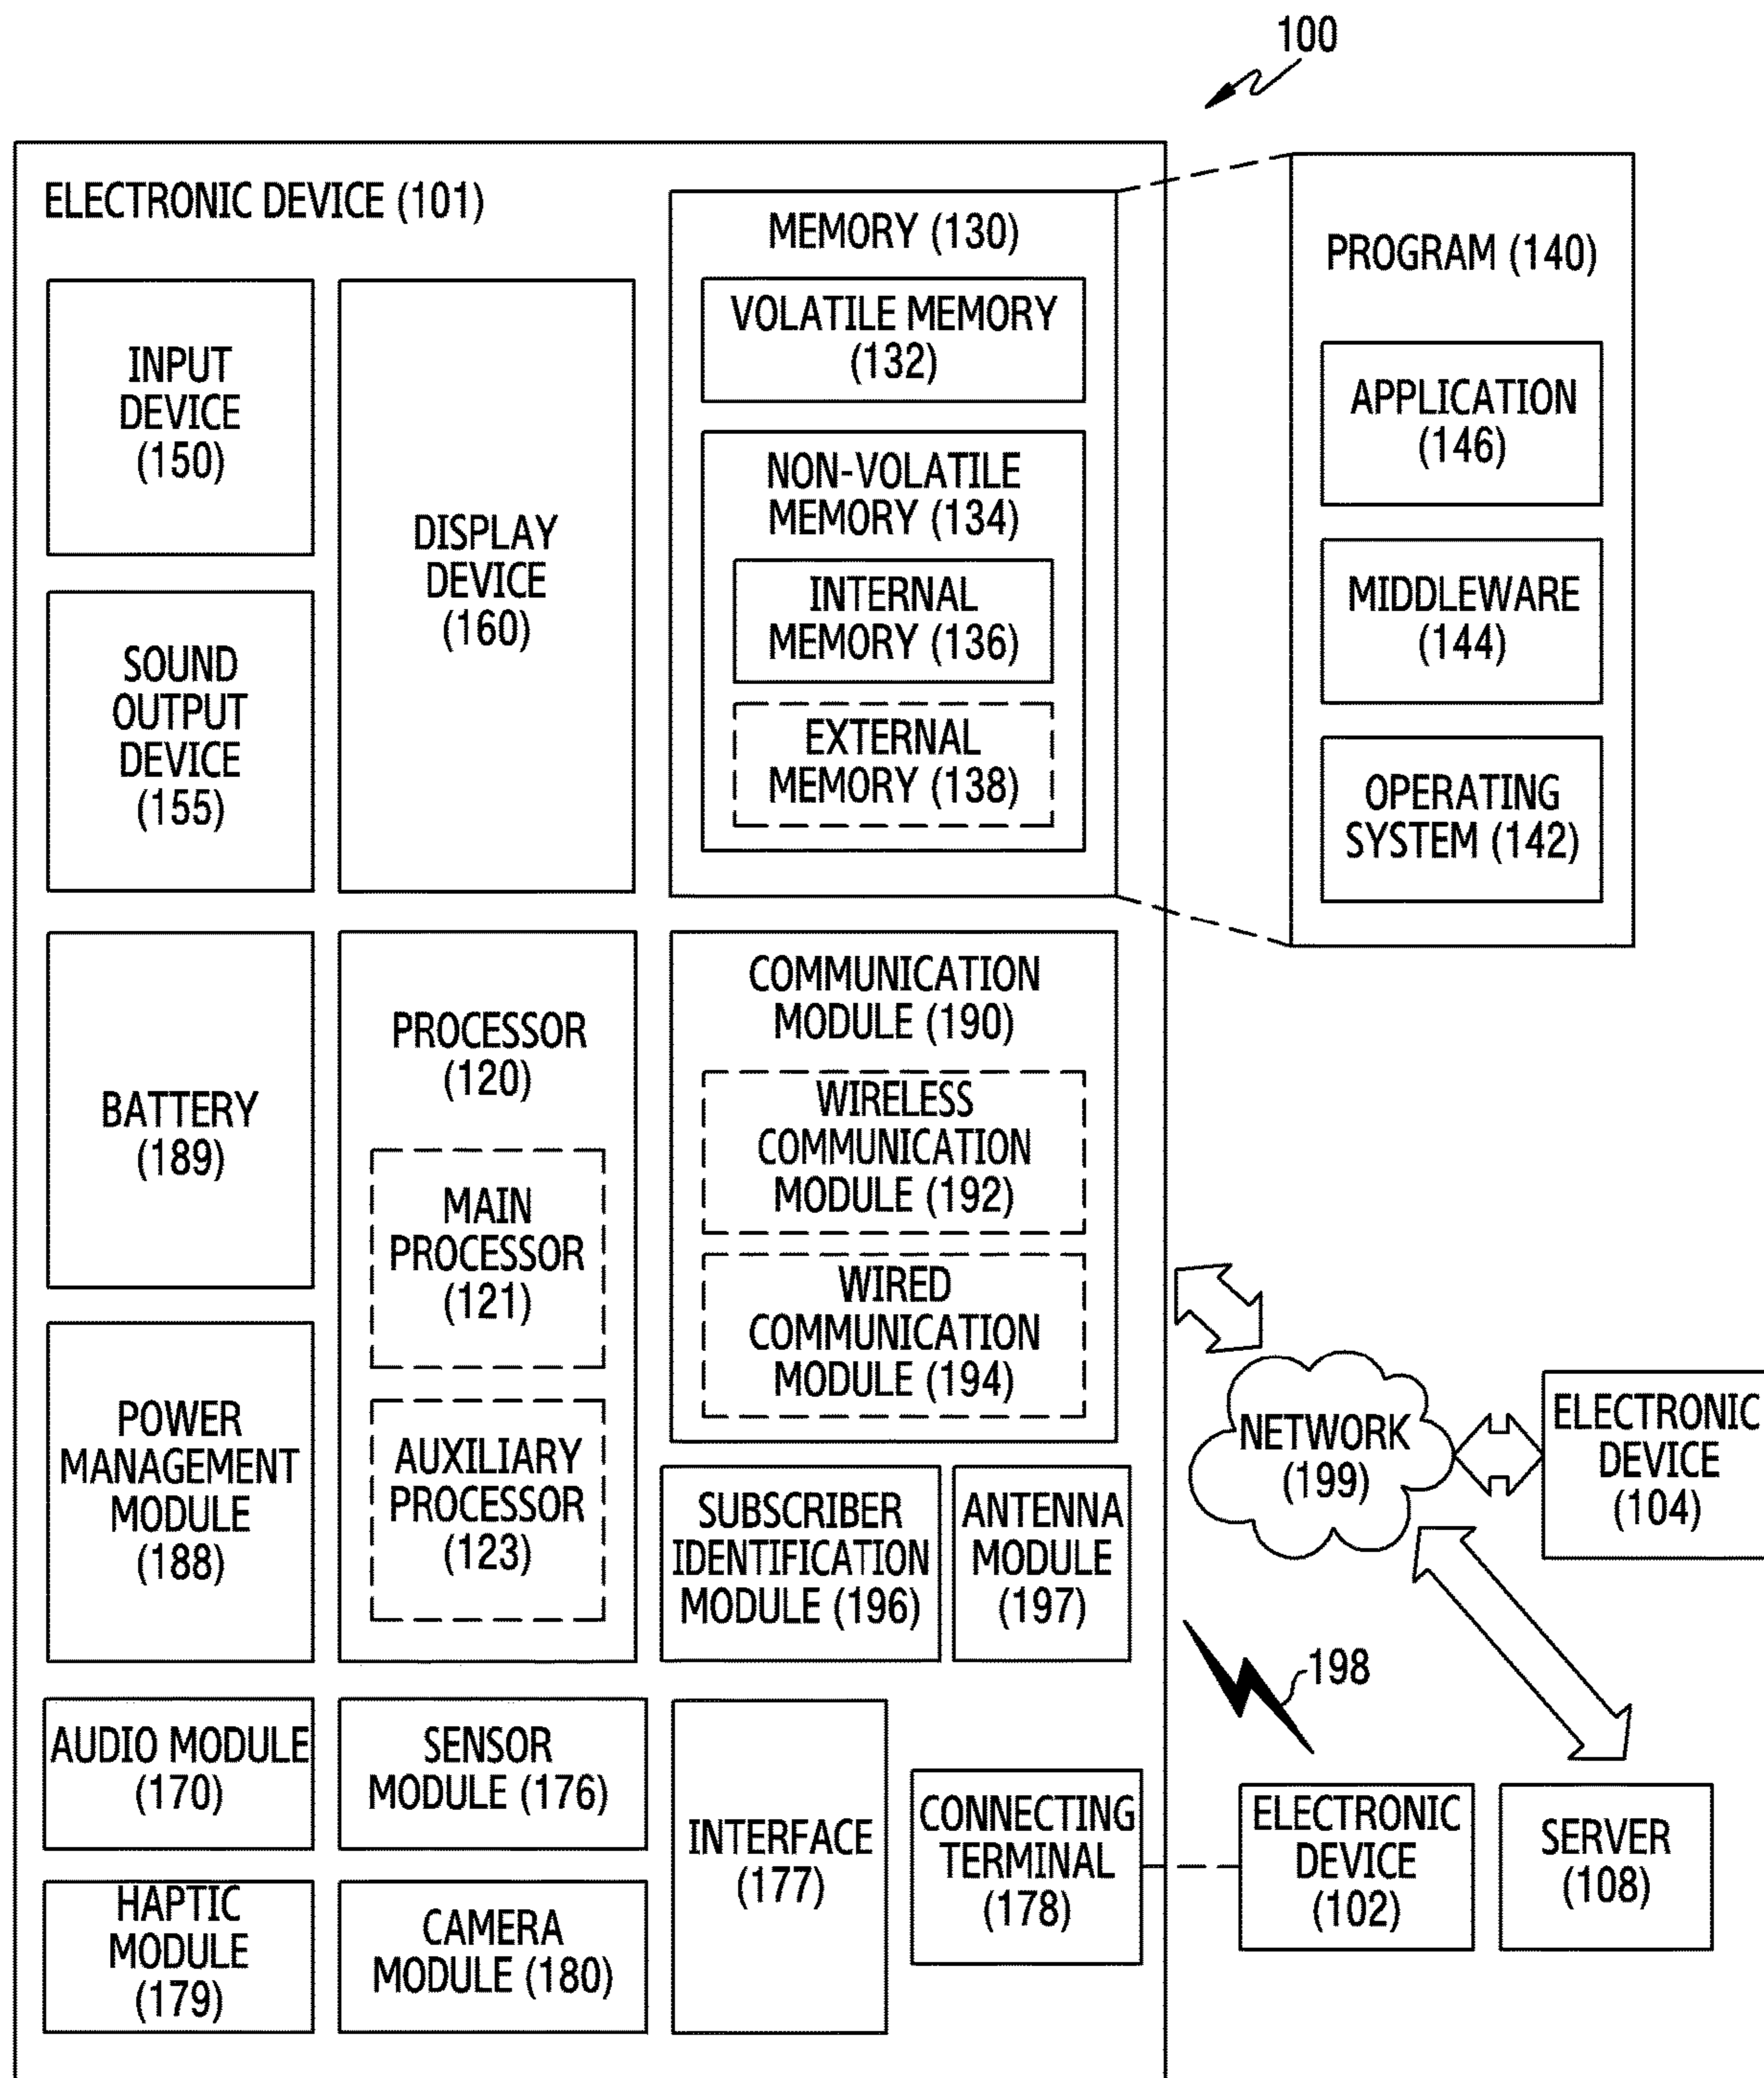 100
ELECTRONIC DEVICE (101)
INPUT
DEVICE
(150)
SOUND
OUTPUT
DEVICE
(155)
DISPLAY
DEVICE
(160)
MEMORY (130)
VOLATILE MEMORY
(132)
NON-VOLATILE
MEMORY (134)
INTERNAL
MEMORY (136)
EXTERNAL
MEMORY (138)
PROGRAM (140)
APPLICATION
(146)
MIDDLEWARE
(144)
OPERATING
SYSTEM (142)
BATTERY
(189)
POWER
MANAGEMENT
MODULE
(188)
PROCESSOR
(120)
MAIN
PROCESSOR
(121)
AUXILIARY
PROCESSOR
(123)
COMMUNICATION
MODULE (190)
WIRELESS
COMMUNICATION
MODULE (192)
WIRED
COMMUNICATION
MODULE (194)
SUBSCRIBER
IDENTIFICATION
MODULE (196)
ANTENNA
MODULE
(197)
NETWORK
(199)
ELECTRONIC
DEVICE
(104)
198
AUDIO MODULE
(170)
SENSOR
MODULE (176)
INTERFACE
(177)
CONNECTING
TERMINAL
(178)
ELECTRONIC
DEVICE
(102)
SERVER
(108)
HAPTIC
MODULE
(179)
CAMERA
MODULE (180)